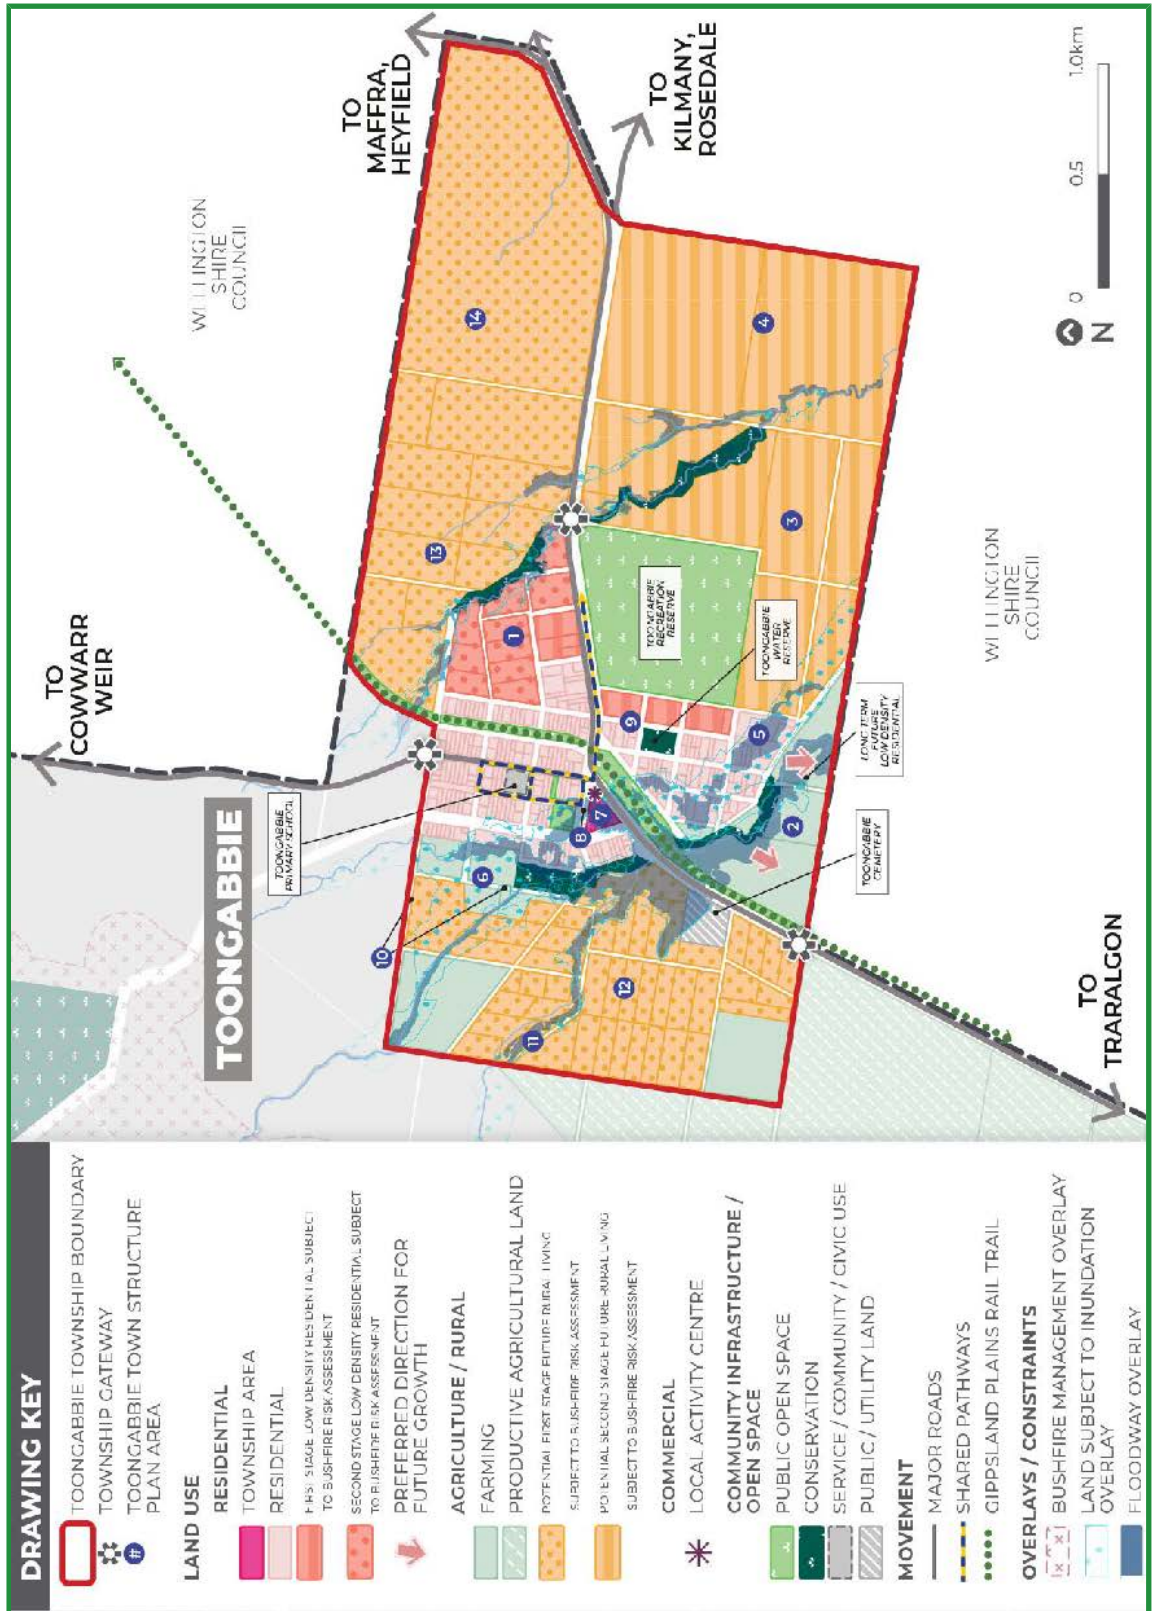 DRAWING KEY
TOONGABBIE TOWNSHIP BOUNDARY
TOWNSHIP GATEWAY
#
TOONGABBIE TOWN STRUCTURE
PLAN AREA
LAND USE
RESIDENTIAL
TOWNSHIP AREA
RESIDENTIAL
FIRST STAGE LOW DENSITY RESIDENTIAL SUBJECT
TO BUSHFIRE RISK ASSESSMENT
SECOND STAGE LOW DENSITY RESIDENTIAL SUBJECT
TO BUSHFIRE RISK ASSESSMENT
PREFERRED DIRECTION FOR
FUTURE GROWTH
AGRICULTURE / RURAL
FARMING
PRODUCTIVE AGRICULTURAL LAND
POTENTIAL FIRST STAGE FUTURE RURAL LIVING
SUBJECT TO BUSHFIRE RISK ASSESSMENT
POTENTIAL SECOND STAGE FUTURE RURAL LIVING
SUBJECT TO BUSHFIRE RISK ASSESSMENT
COMMERCIAL
LOCAL ACTIVITY CENTRE
COMMUNITY INFRASTRUCTURE /
OPEN SPACE
PUBLIC OPEN SPACE
CONSERVATION
SERVICE / COMMUNITY / CIVIC USE
PUBLIC / UTILITY LAND
MOVEMENT
MAJOR ROADS
SHARED PATHWAYS
GIPPSLAND PLAINS RAIL TRAIL
OVERLAYS / CONSTRAINTS
BUSHFIRE MANAGEMENT OVERLAY
LAND SUBJECT TO INUNDATION
OVERLAY
FLOODWAY OVERLAY
TOONGABBIE
TO
COWWARR
WEIR
TO
MAFFRA,
HEYFIELD
TO
KILMANY,
ROSEDALE
TO
TRARALGON
WELLINGTON
SHIRE
COUNCIL
WELLINGTON
SHIRE
COUNCIL
TOONGABBIE
PRIMARY SCHOOL
TOONGABBIE
RECREATION
RESERVE
TOONGABBIE
WATER
RESERVE
LONG TERM
FUTURE
LOW DENSITY
RESIDENTIAL
TOONGABBIE
CEMETERY
1
2
3
4
5
6
7
8
9
10
11
12
13
14
0
0.5
1.0km
N